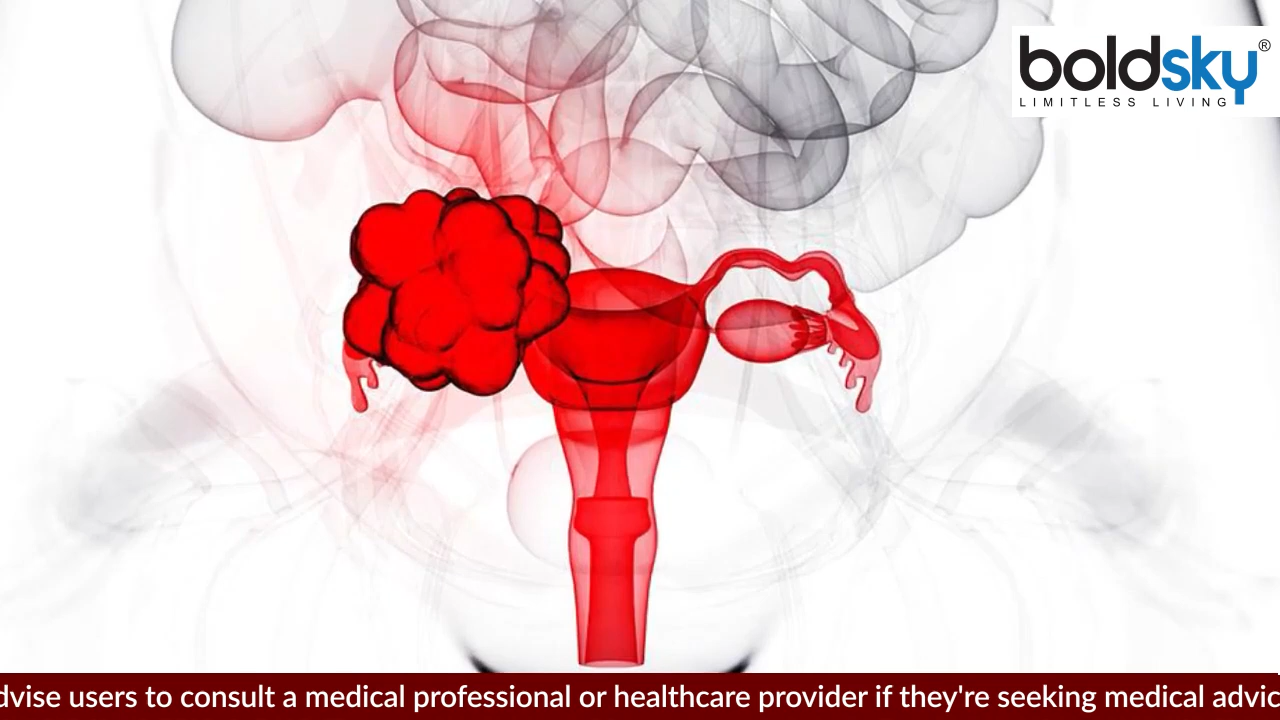 boldsky®
LIMITLESS LIVING
dvise users to consult a medical professional or healthcare provider if they're seeking medical advic